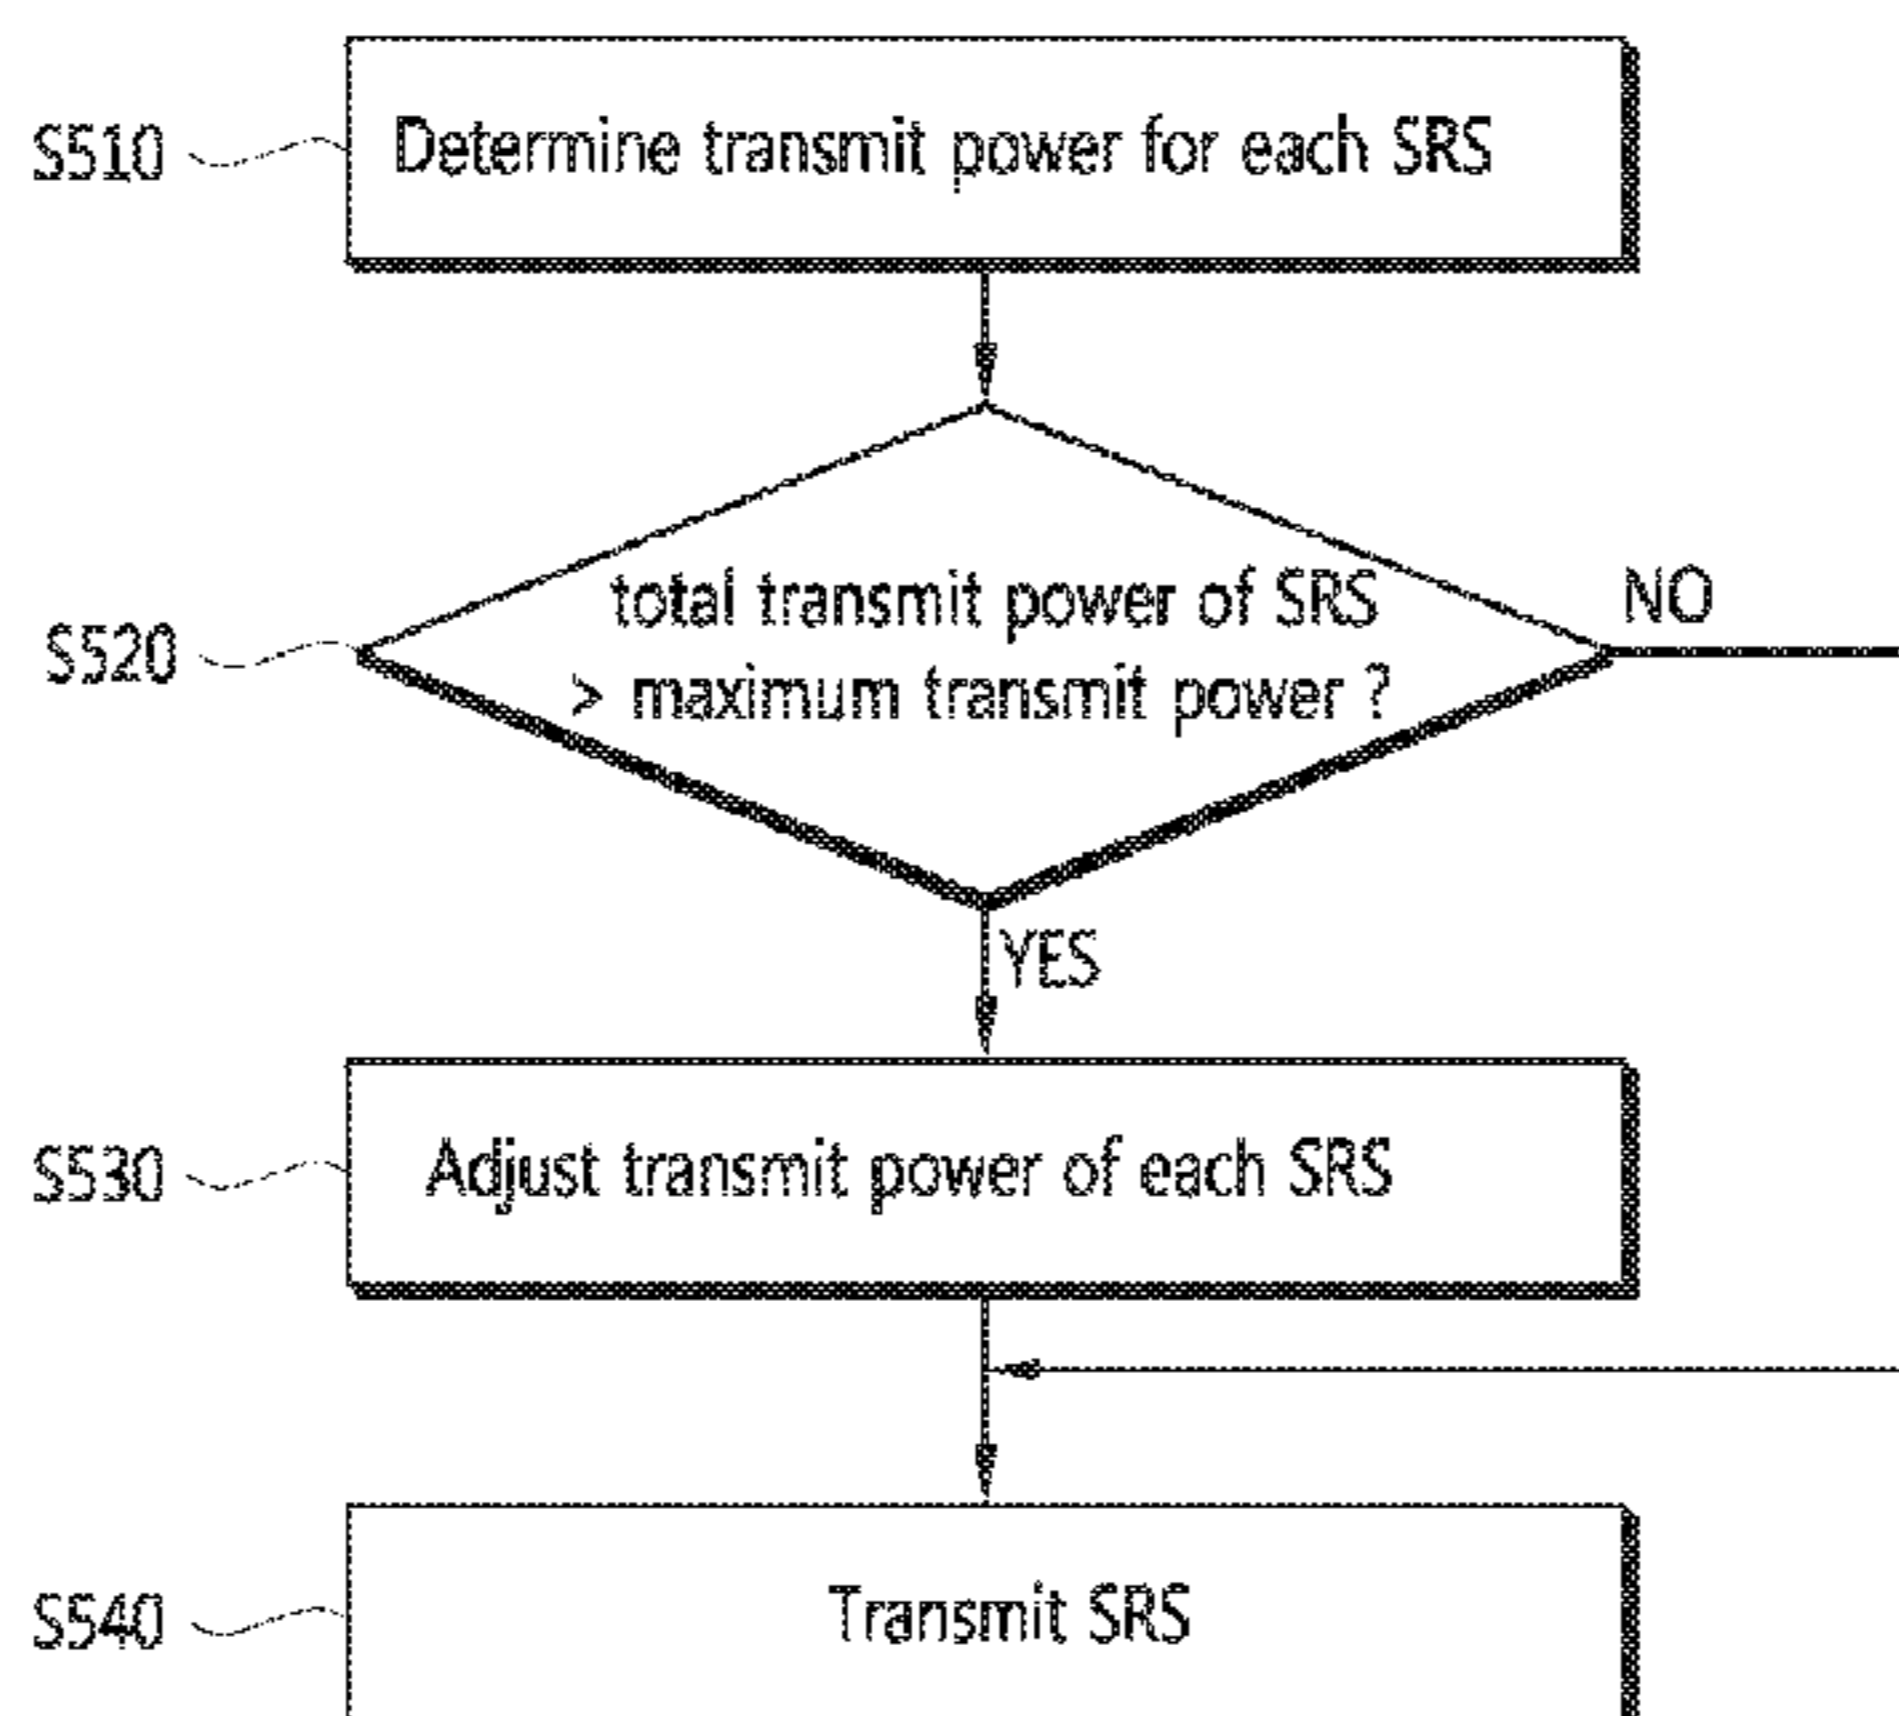 S510
Determine transmit power for each SRS
S520
total transmit power of SRS
> maximum transmit power ?
NO
YES
S530
Adjust transmit power of each SRS
S540
Transmit SRS